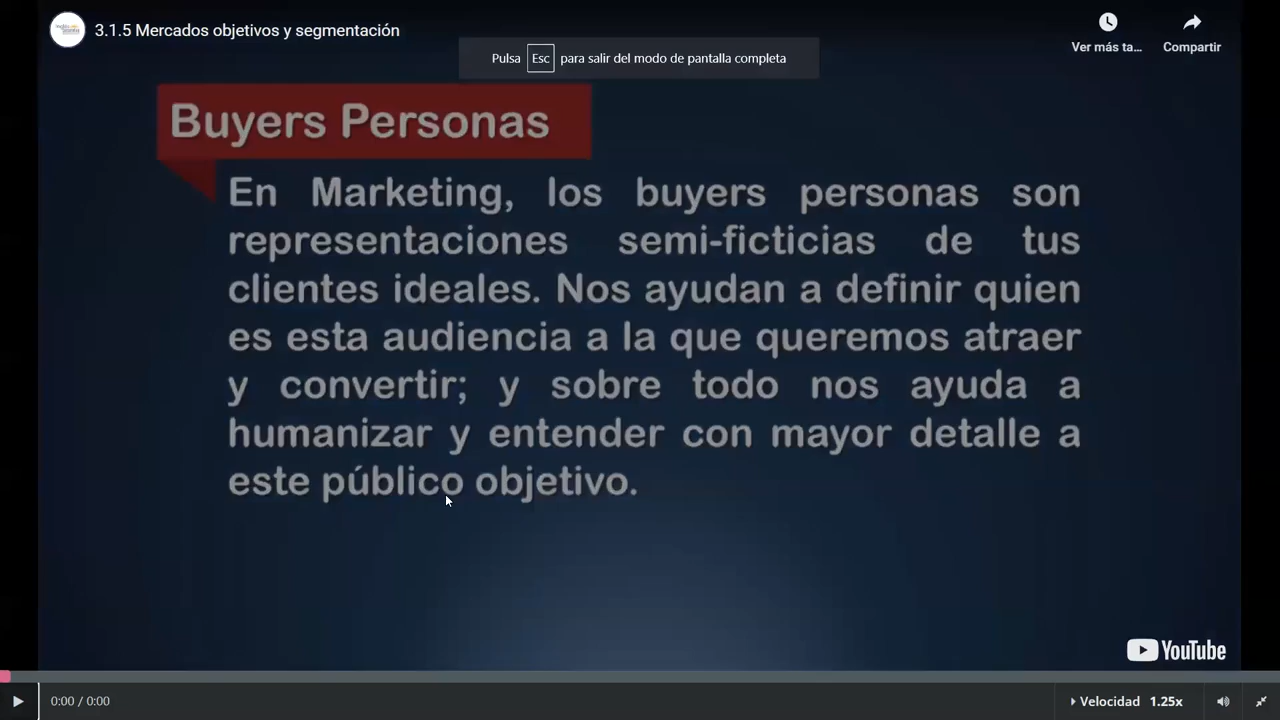 3.1.5 Mercados objetivos y segmentación
Ver más ta...
Compartir
Pulsa Esc para salir del modo de pantalla completa
Buyers Personas
En Marketing, los buyers personas son
representaciones semi-ficticias de tus
clientes ideales. Nos ayudan a definir quien
es esta audiencia a la que queremos atraer
y convertir; y sobre todo nos ayuda a
humanizar y entender con mayor detalle a
este público objetivo.
YouTube
0:00 / 0:00
Velocidad 1.25x